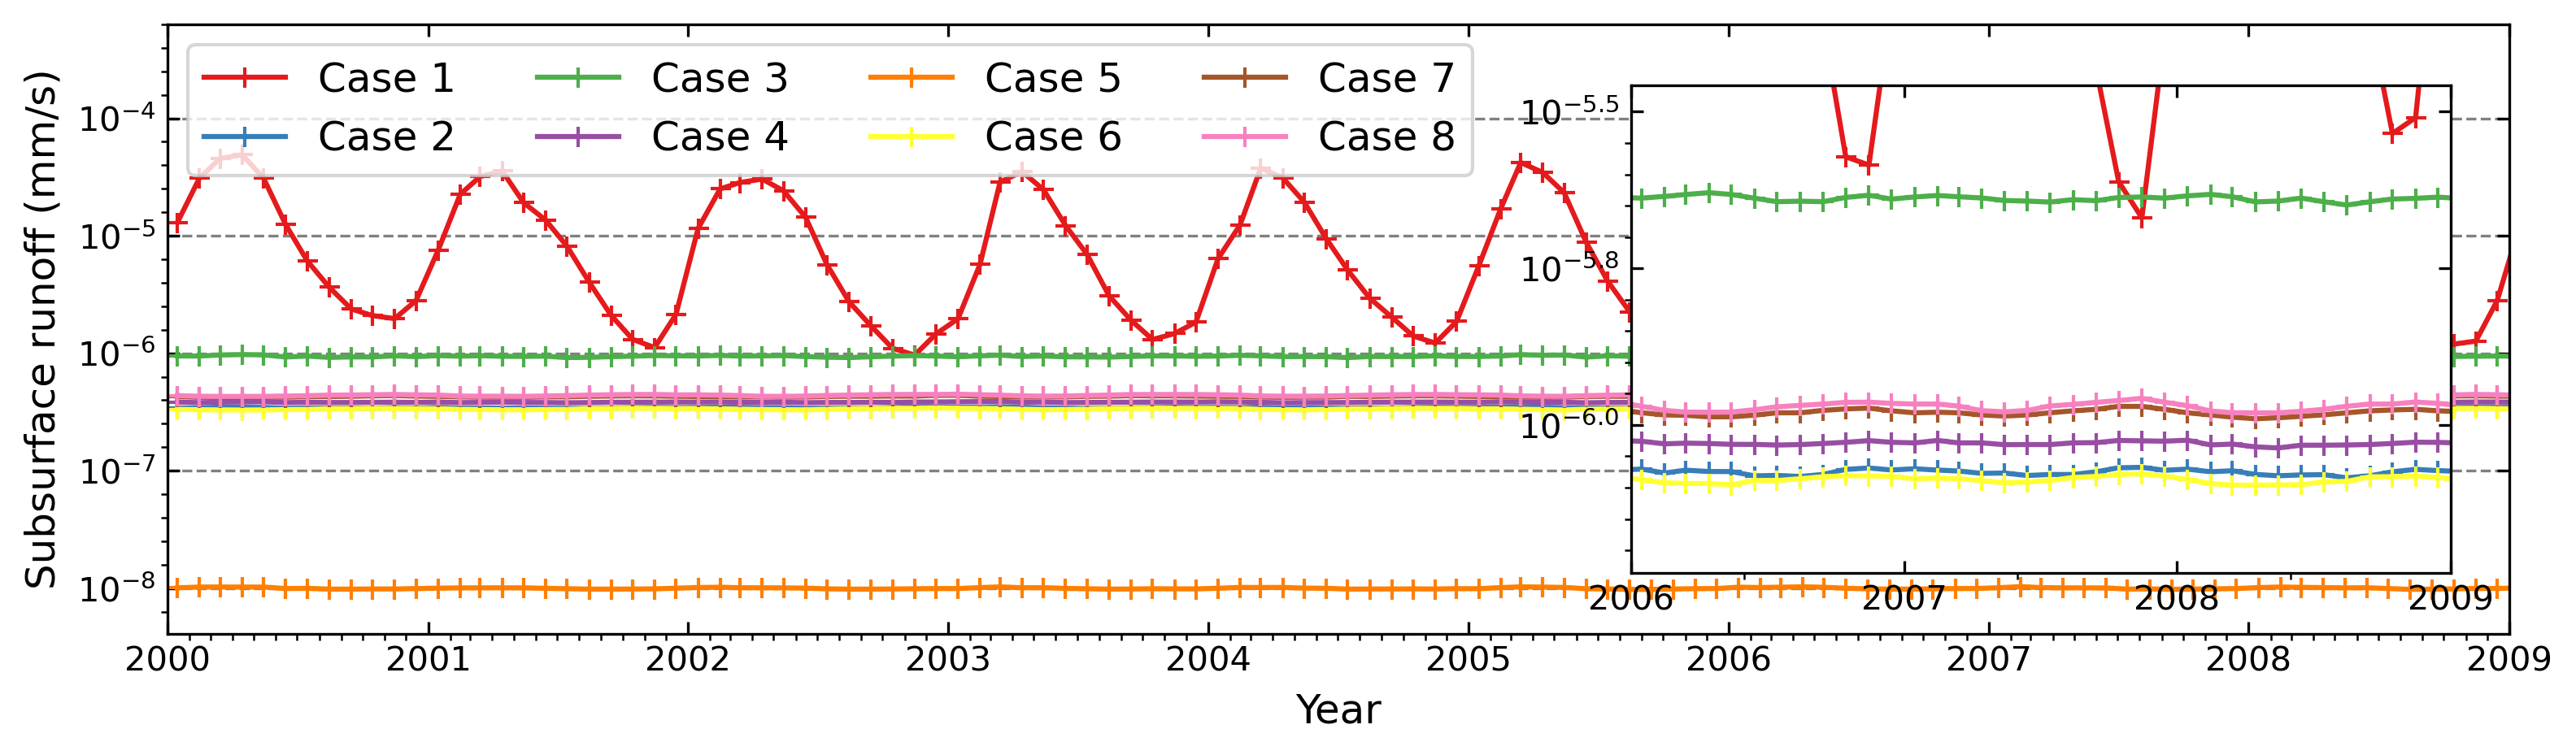 Subsurface runoff (mm/s)
10^-4
10^-5
10^-6
10^-7
10^-8
Case 1 Case 3 Case 5 Case 7
Case 2 Case 4 Case 6 Case 8
10^-5.5
10^-5.8
10^-6.0
2006 2007 2008 2009
2000 2001 2002 2003 2004 2005 2006 2007 2008 2009
Year